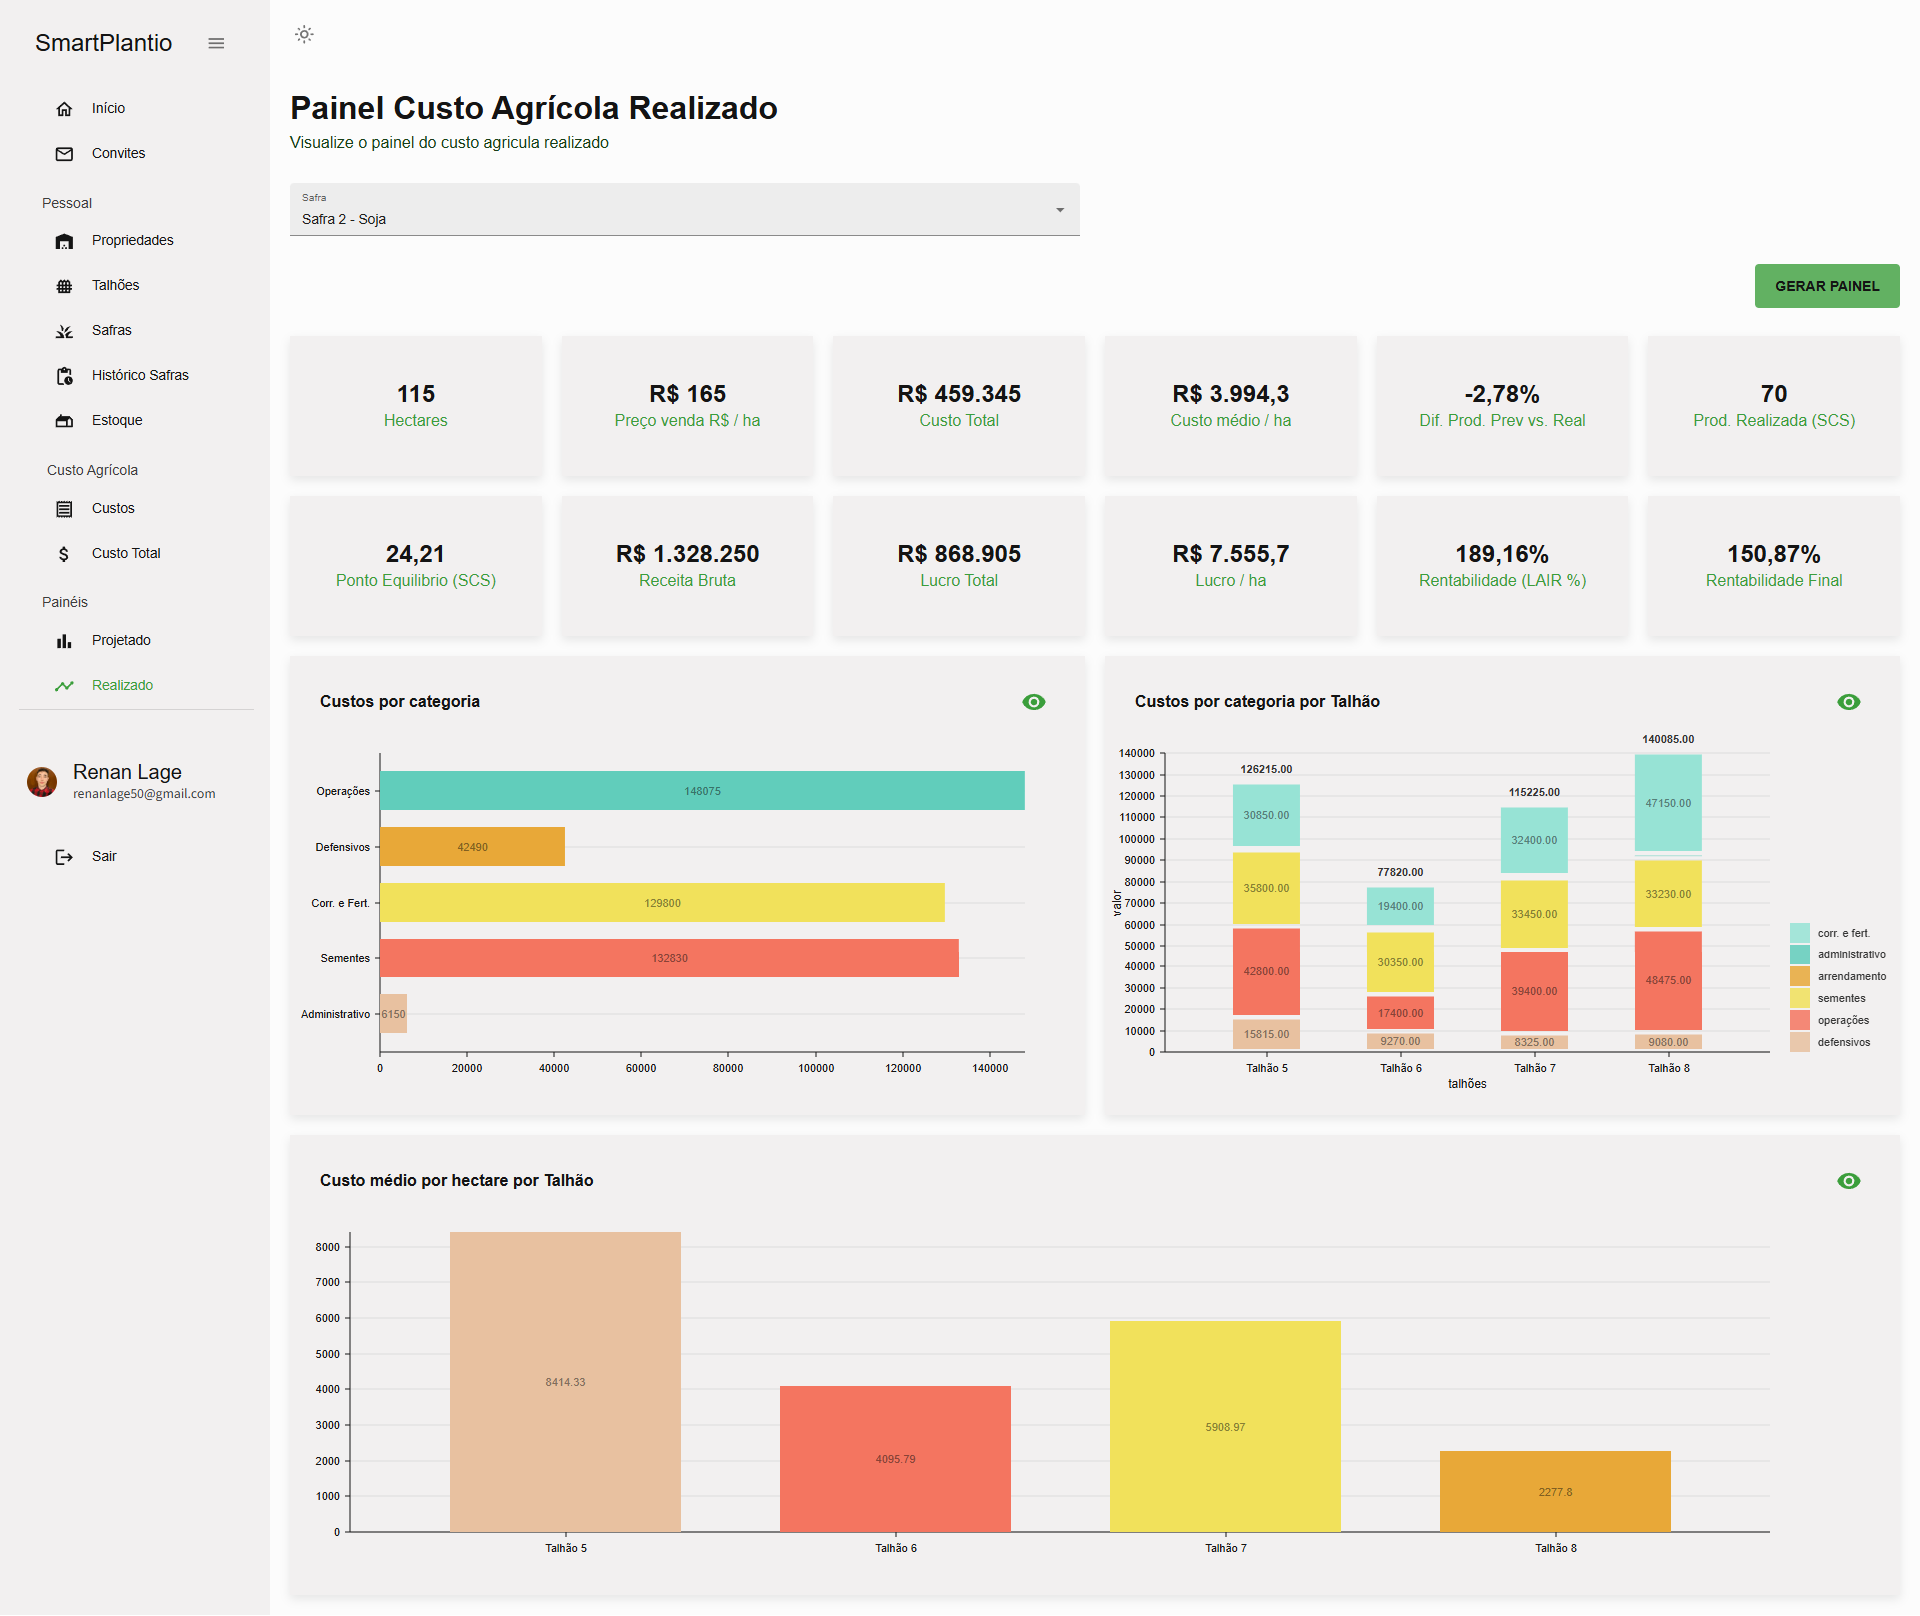 SmartPlantio
Início
Convites
Pessoal
Propriedades
Talhões
Safras
Histórico Safras
Estoque
Custo Agrícola
Custos
Custo Total
Painéis
Projetado
Realizado
Renan Lage
renanlage50@gmail.com
Sair
Painel Custo Agrícola Realizado
Visualize o painel do custo agricula realizado
Safra
Safra 2 - Soja
GERAR PAINEL
115
Hectares
R$ 165
Preço venda R$ / ha
R$ 459.345
Custo Total
R$ 3.994,3
Custo médio / ha
-2,78%
Dif. Prod. Prev vs. Real
70
Prod. Realizada (SCS)
24,21
Ponto Equilibrio (SCS)
R$ 1.328.250
Receita Bruta
R$ 868.905
Lucro Total
R$ 7.555,7
Lucro / ha
189,16%
Rentabilidade (LAIR %)
150,87%
Rentabilidade Final
Custos por categoria
Operações
148075
Defensivos
42490
Corr. e Fert.
129800
Sementes
132830
Administrativo
6150
0 20000 40000 60000 80000 100000 120000 140000
Custos por categoria por Talhão
valor
140000
130000
120000
110000
100000
90000
80000
70000
60000
50000
40000
30000
20000
10000
0
126215.00
30850.00
35800.00
42800.00
15815.00
77820.00
19400.00
30350.00
17400.00
9270.00
115225.00
32400.00
33450.00
39400.00
8325.00
140085.00
47150.00
33230.00
48475.00
9080.00
Talhão 5 Talhão 6 Talhão 7 Talhão 8
talhões
corr. e fert.
administrativo
arrendamento
sementes
operações
defensivos
Custo médio por hectare por Talhão
8000
7000
6000
5000
4000
3000
2000
1000
0
8414.33
4095.79
5908.97
2277.8
Talhão 5 Talhão 6 Talhão 7 Talhão 8